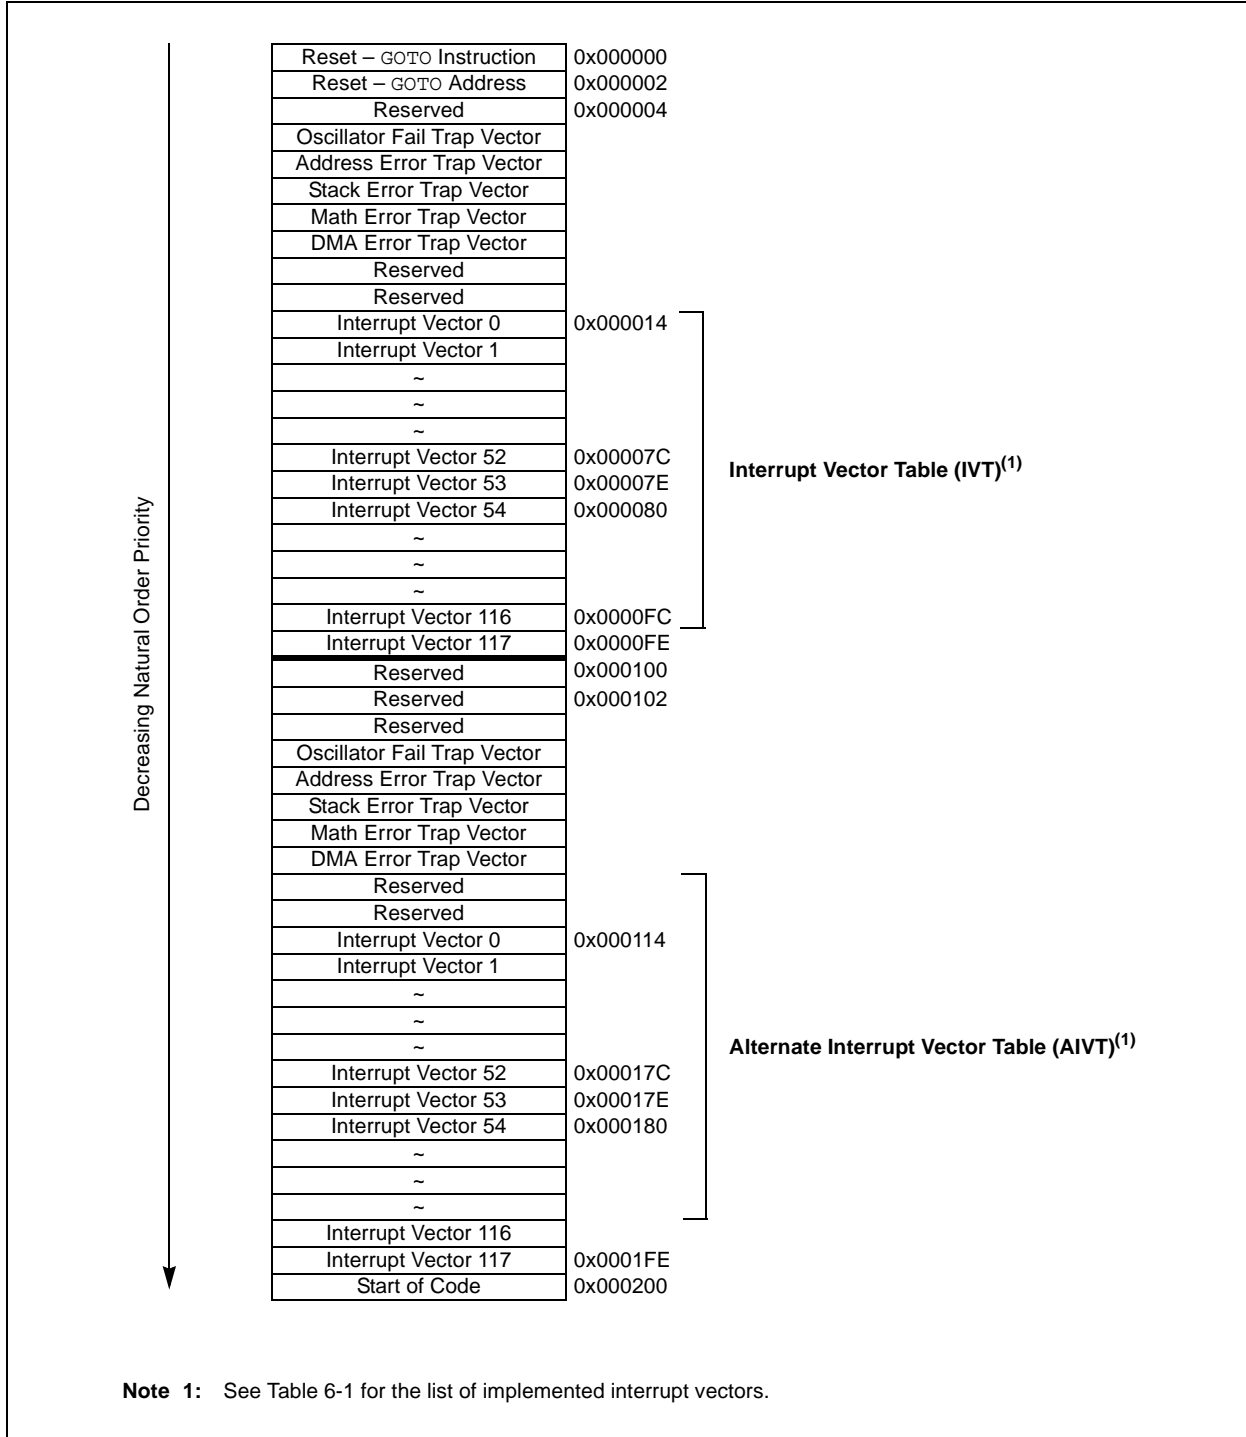 Reset – GOTO Instruction 0x000000
Reset – GOTO Address 0x000002
Reserved 0x000004
Oscillator Fail Trap Vector
Address Error Trap Vector
Stack Error Trap Vector
Math Error Trap Vector
DMA Error Trap Vector
Reserved
Reserved
Interrupt Vector 0 0x000014
Interrupt Vector 1
~
~
~
Interrupt Vector 52 0x00007C
Interrupt Vector 53 0x00007E
Interrupt Vector 54 0x000080
~
~
~
Interrupt Vector 116 0x0000FC
Interrupt Vector 117 0x0000FE
Interrupt Vector Table (IVT)(1)
Decreasing Natural Order Priority
Reserved 0x000100
Reserved 0x000102
Reserved
Oscillator Fail Trap Vector
Address Error Trap Vector
Stack Error Trap Vector
Math Error Trap Vector
DMA Error Trap Vector
Reserved
Reserved
Interrupt Vector 0 0x000114
Interrupt Vector 1
~
~
~
Alternate Interrupt Vector Table (AIVT)(1)
Interrupt Vector 52 0x00017C
Interrupt Vector 53 0x00017E
Interrupt Vector 54 0x000180
~
~
~
Interrupt Vector 116
Interrupt Vector 117 0x0001FE
Start of Code 0x000200
Note 1: See Table 6-1 for the list of implemented interrupt vectors.